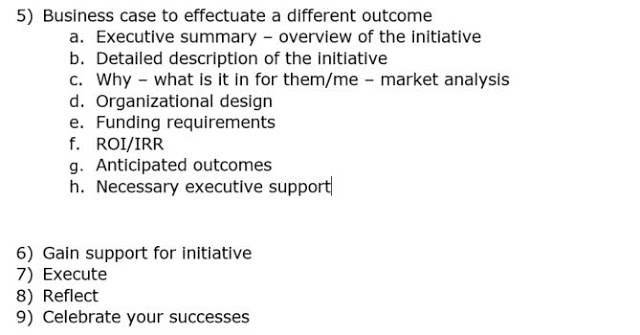 5) Business case to effectuate a different outcome
a. Executive summary – overview of the initiative
b. Detailed description of the initiative
c. Why – what is it in for them/me – market analysis
d. Organizational design
e. Funding requirements
f. ROI/IRR
g. Anticipated outcomes
h. Necessary executive support
6) Gain support for initiative
7) Execute
8) Reflect
9) Celebrate your successes